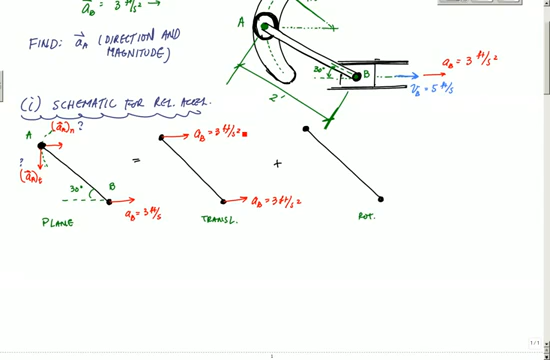 a_B = 3 ft/s² →
FIND: a_A (DIRECTION AND MAGNITUDE)
A
30°
B
a_B = 3 ft/s²
v_B = 5 ft/s
2'
(i) SCHEMATIC FOR REL. ACCEL.
A
(a_A)_n ?
?
(a_A)_t
30°
B
a_B = 3 ft/s
PLANE
=
a_B = 3 ft/s²
a_B = 3 ft/s²
TRANSL.
+
ROT.
1/1